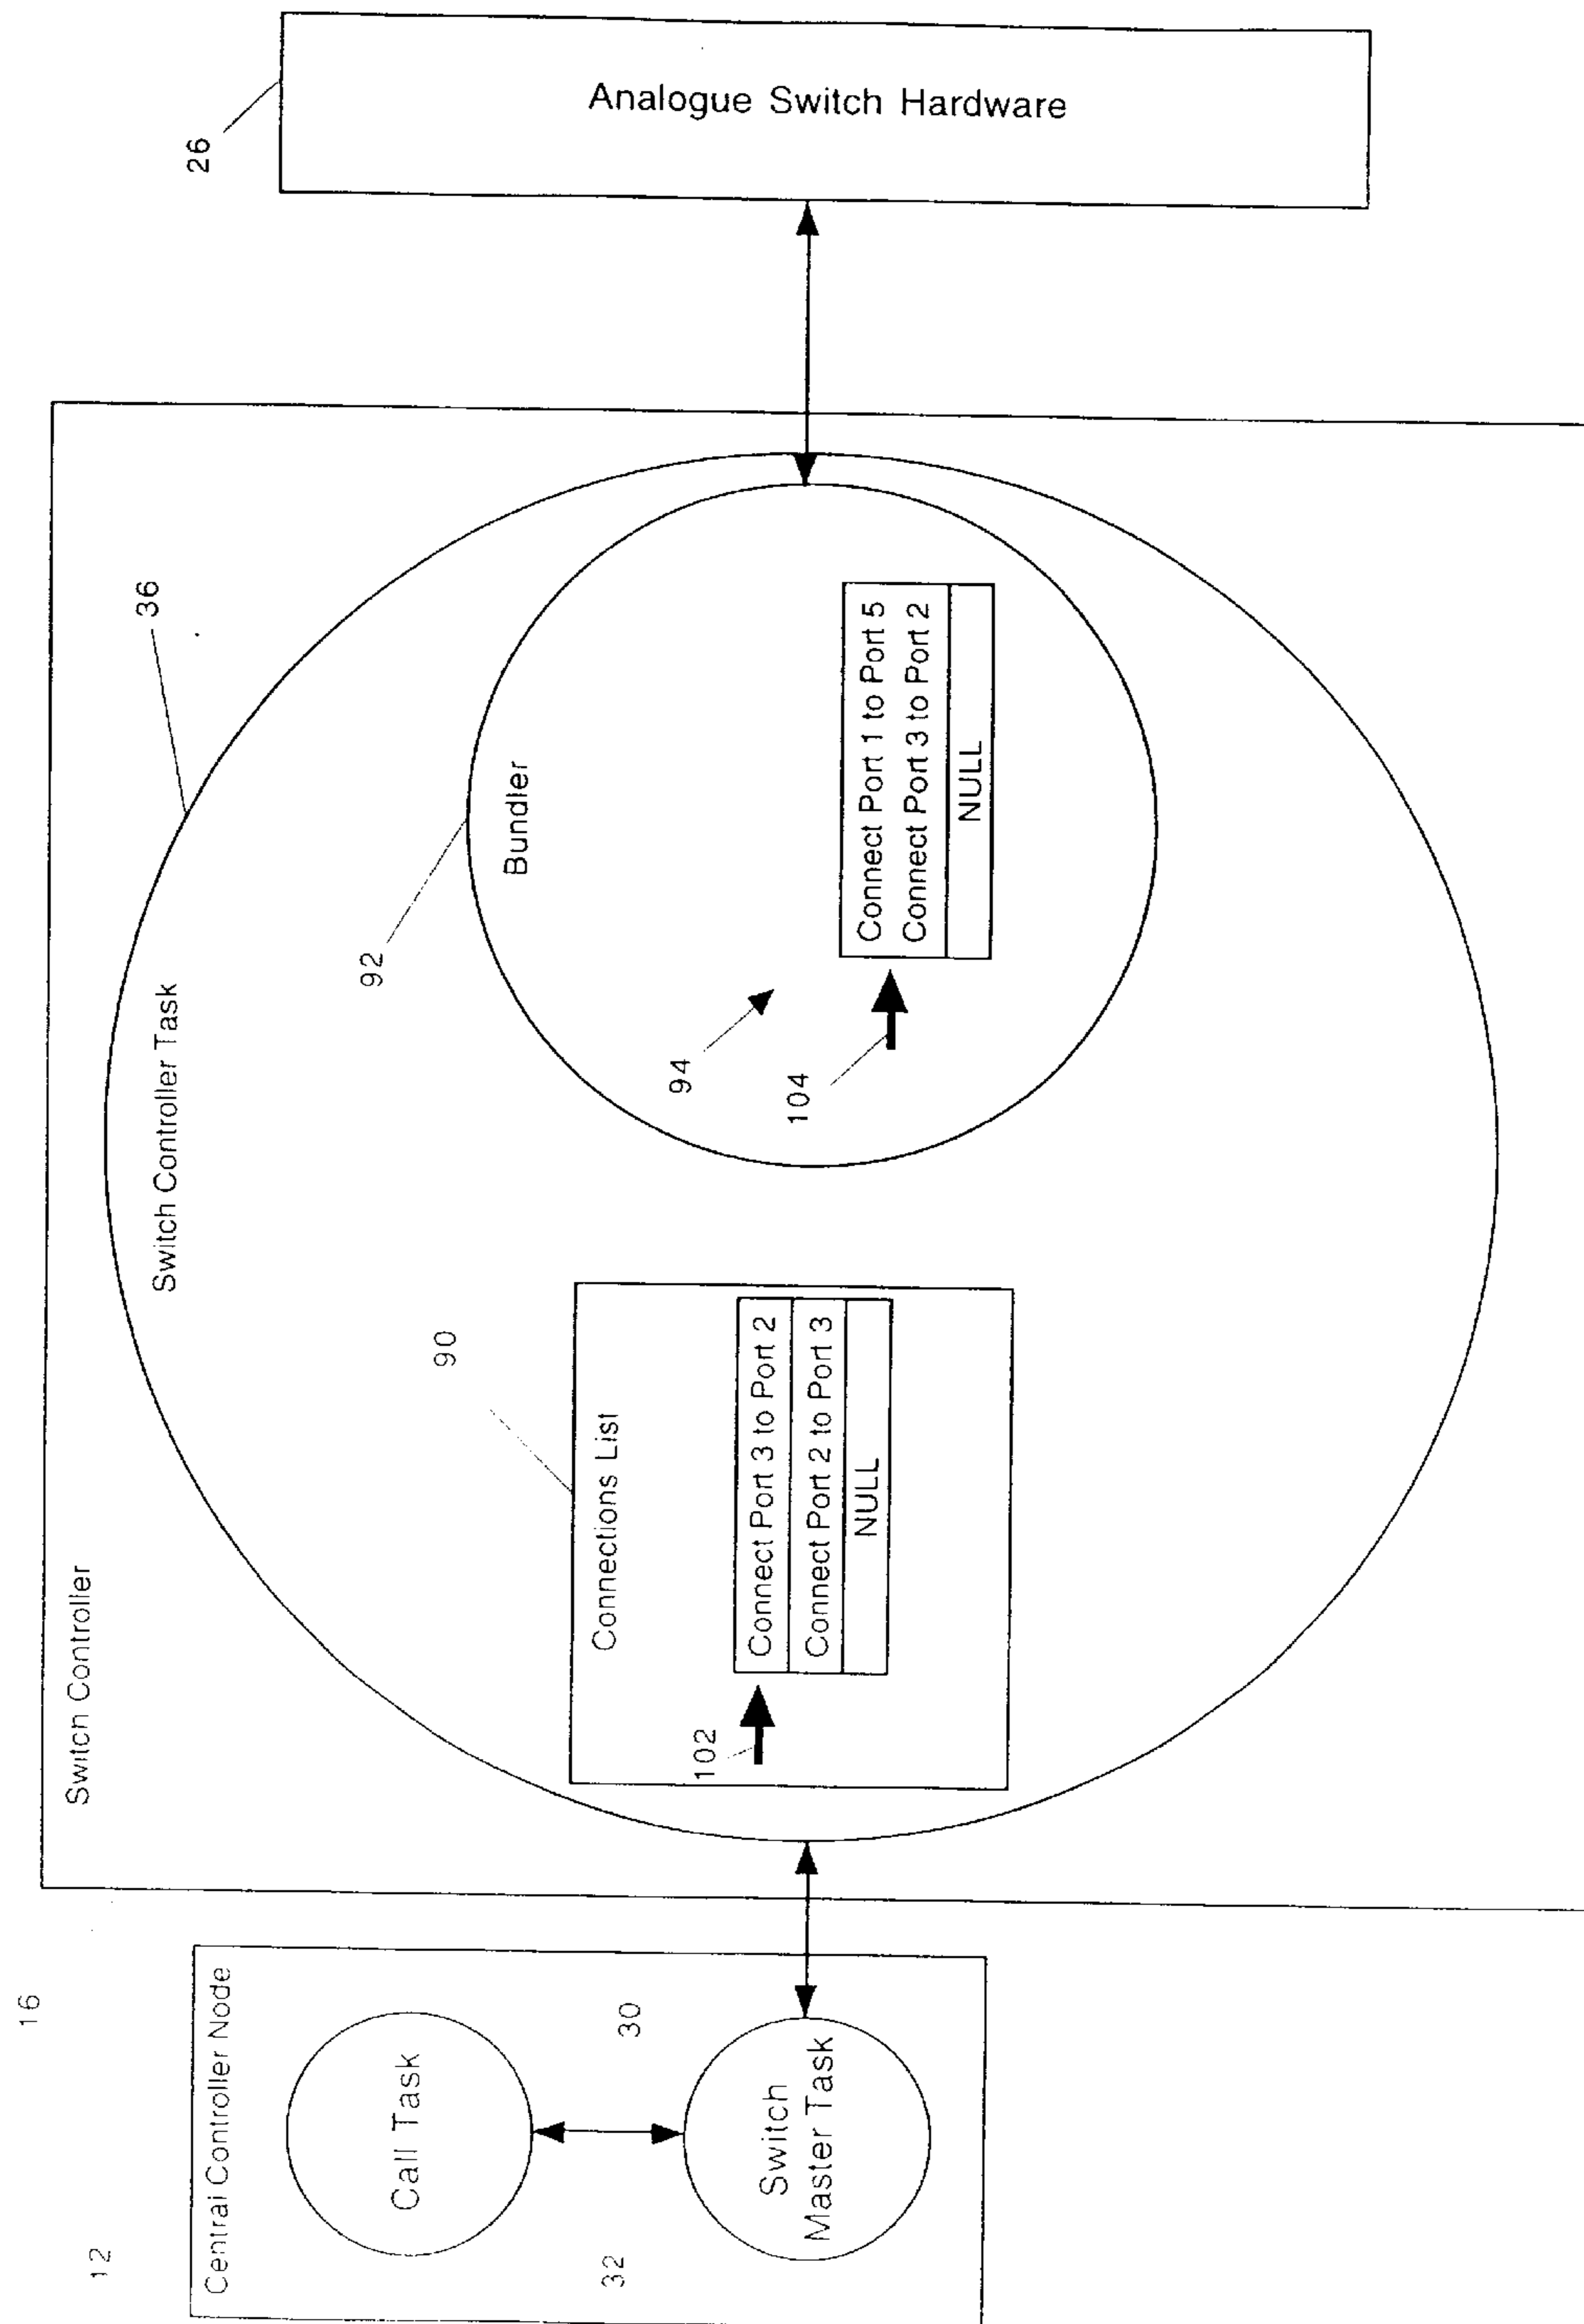 16
12
Central Controller Node
Call Task
30
32
Switch
Master Task
Switch Controller
Switch Controller Task
36
90
Connections List
102
Connect Port 3 to Port 2
Connect Port 2 to Port 3
NULL
92
Bundler
94
104
Connect Port 1 to Port 5
Connect Port 3 to Port 2
NULL
26
Analogue Switch Hardware